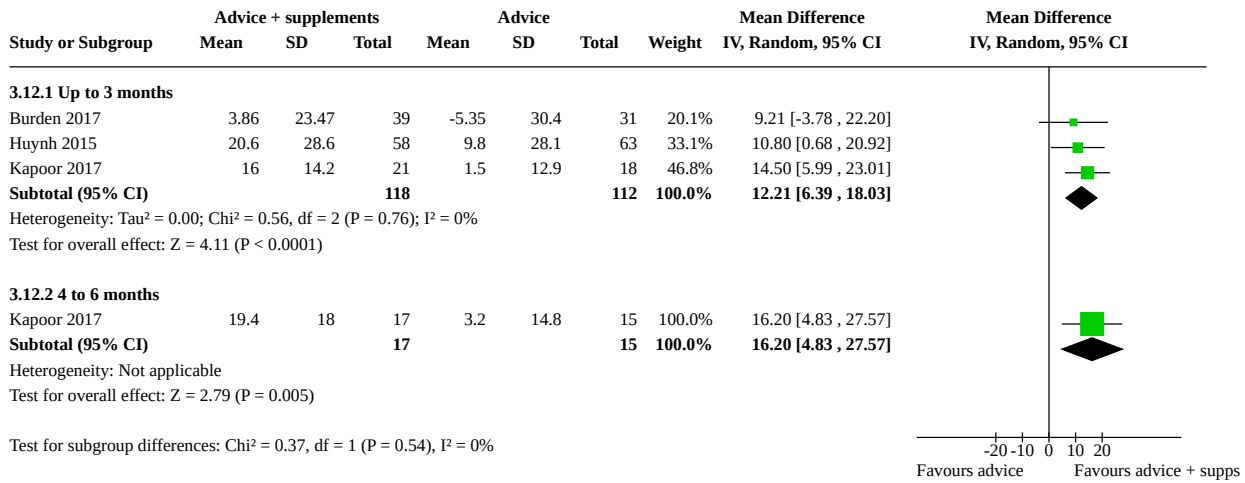 Advice + supplements Advice Mean Difference Mean Difference
Study or Subgroup Mean SD Total Mean SD Total Weight IV, Random, 95% CI IV, Random, 95% CI
3.12.1 Up to 3 months
Burden 2017 3.86 23.47 39 -5.35 30.4 31 20.1% 9.21 [-3.78 , 22.20]
Huynh 2015 20.6 28.6 58 9.8 28.1 63 33.1% 10.80 [0.68 , 20.92]
Kapoor 2017 16 14.2 21 1.5 12.9 18 46.8% 14.50 [5.99 , 23.01]
Subtotal (95% CI) 118 112 100.0% 12.21 [6.39 , 18.03]
Heterogeneity: Tau² = 0.00; Chi² = 0.56, df = 2 (P = 0.76); I² = 0%
Test for overall effect: Z = 4.11 (P < 0.0001)
3.12.2 4 to 6 months
Kapoor 2017 19.4 18 17 3.2 14.8 15 100.0% 16.20 [4.83 , 27.57]
Subtotal (95% CI) 17 15 100.0% 16.20 [4.83 , 27.57]
Heterogeneity: Not applicable
Test for overall effect: Z = 2.79 (P = 0.005)
Test for subgroup differences: Chi² = 0.37, df = 1 (P = 0.54), I² = 0%
-20 -10 0 10 20
Favours advice Favours advice + supps